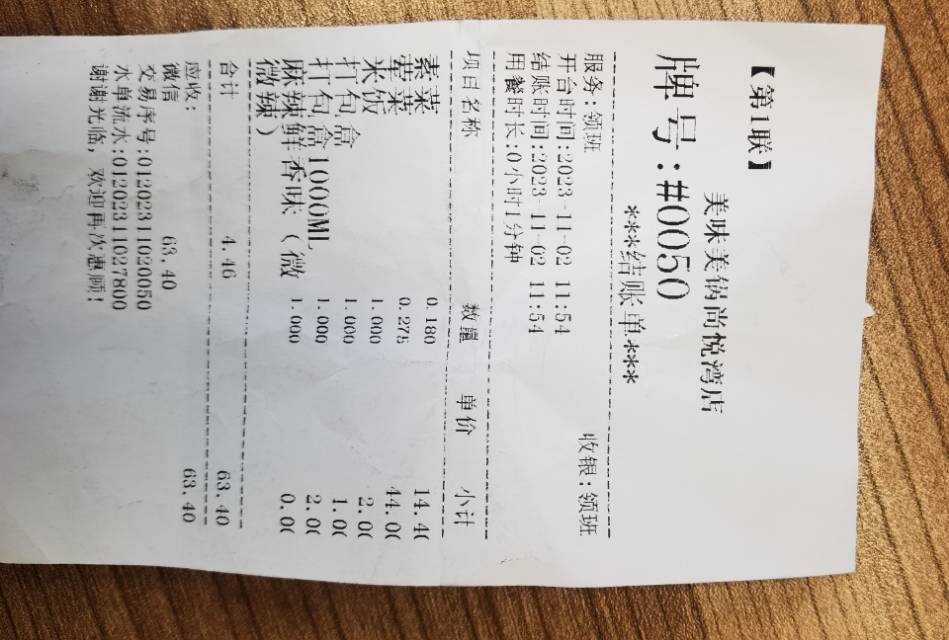 【第1联】
美味美锅尚悦湾店
牌号:#0050
***结账单***
服务:领班 收银:领班
开台时间:2023-11-02 11:54
结账时间:2023-11-02 11:54
用餐时长:0小时1分钟
项目名称 数量 单价 小计
素菜 0.180 14.40
荤菜 0.275 44.00
米饭 1.000 2.00
打包盒 1.000 1.00
打包盒1000ML 1.000 2.00
麻辣鲜香味(微 1.000 0.00
微辣)
合计 4.46 63.40
应收: 63.40
微信 63.40
交易序号:01202311020050
水单流水:01202311027800
谢谢光临,欢迎再次惠顾!